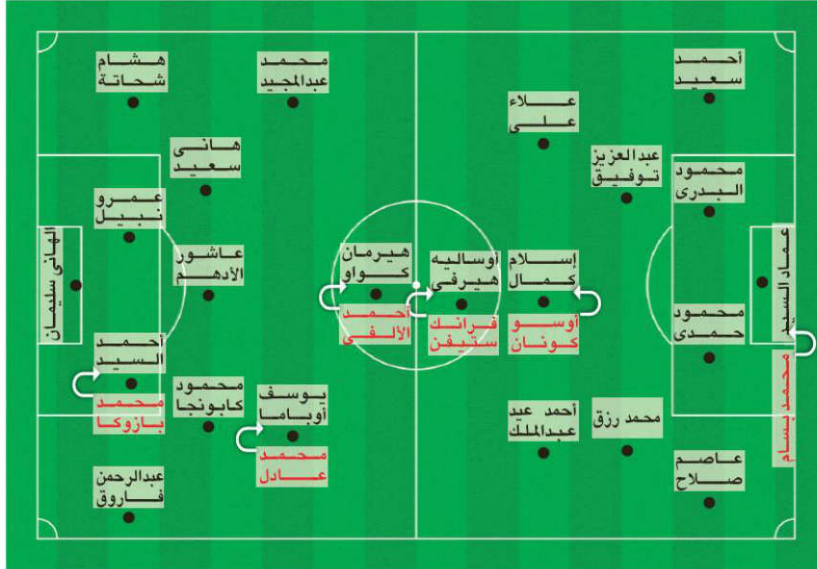 أحمد
سعيد
محمود
البدرى
عماد السيد
محمد بسام
محمود
حمدى
عاصم
صلاح
عبدالعزيز
توفيق
محمد رزق
علاء
على
إسلام
كمال
أوسو
كونان
أحمد عيد
عبدالملك
أوساليه
هيرفي
فرانك
ستيفن
هيرمان
كواو
أحمد
الألفى
محمد
عبدالمجيد
يوسف
أوباما
محمد
عادل
هانى
سعيد
عاشور
الأدهم
محمود
كابونجا
هشام
شحاتة
عمرو
نبيل
أحمد
السيد
محمد
بازوكا
عبدالرحمن
فاروق
الهانى سليمان